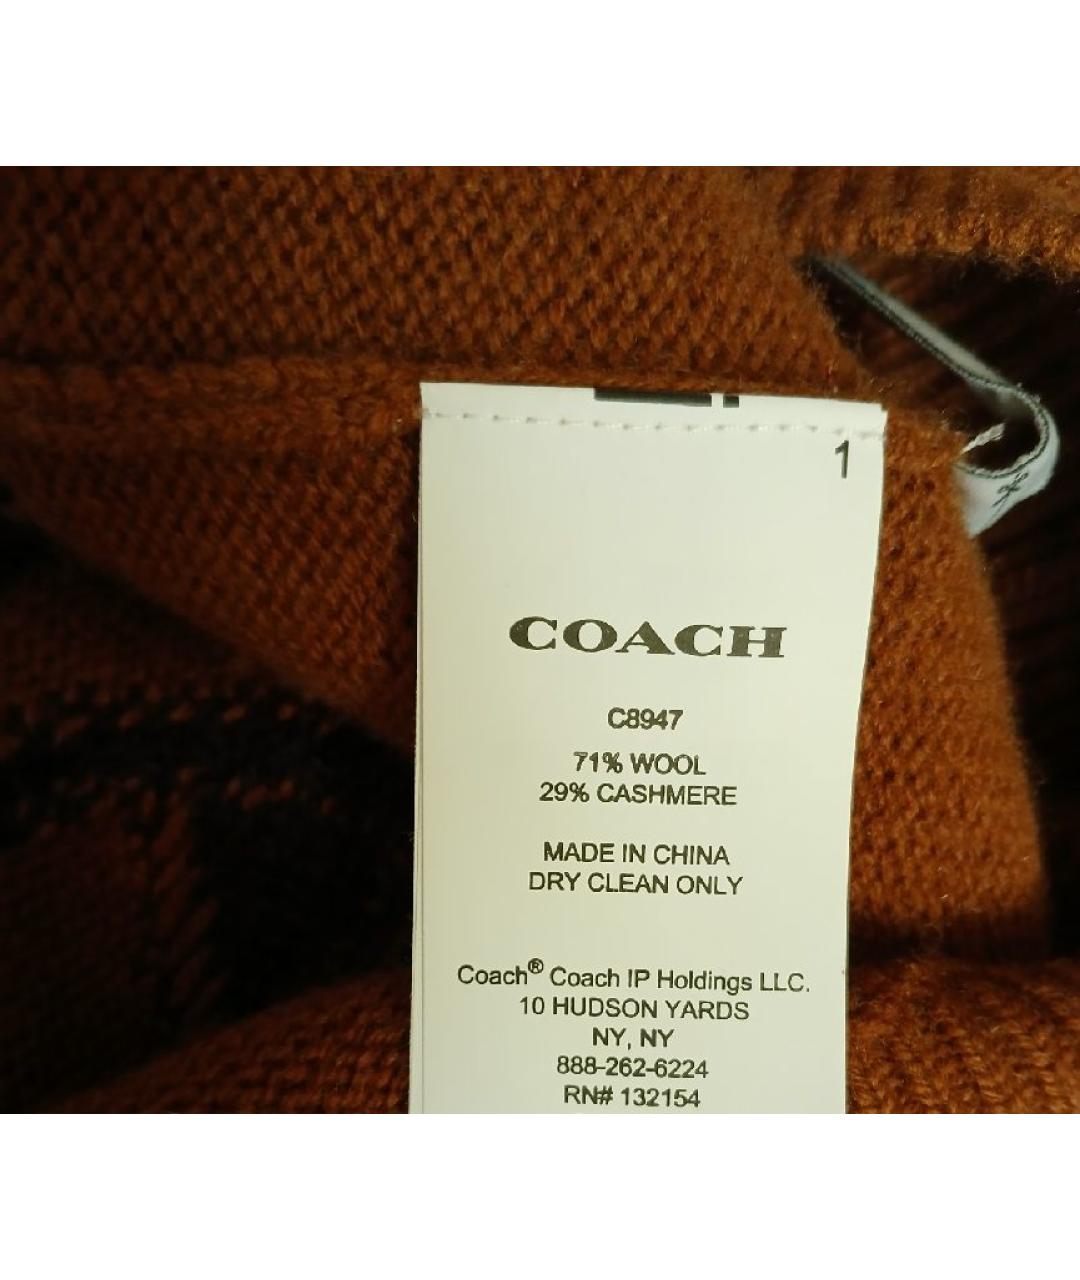 1
COACH
C8947
71% WOOL
29% CASHMERE
MADE IN CHINA
DRY CLEAN ONLY
Coach® Coach IP Holdings LLC.
10 HUDSON YARDS
NY, NY
888-262-6224
RN# 132154